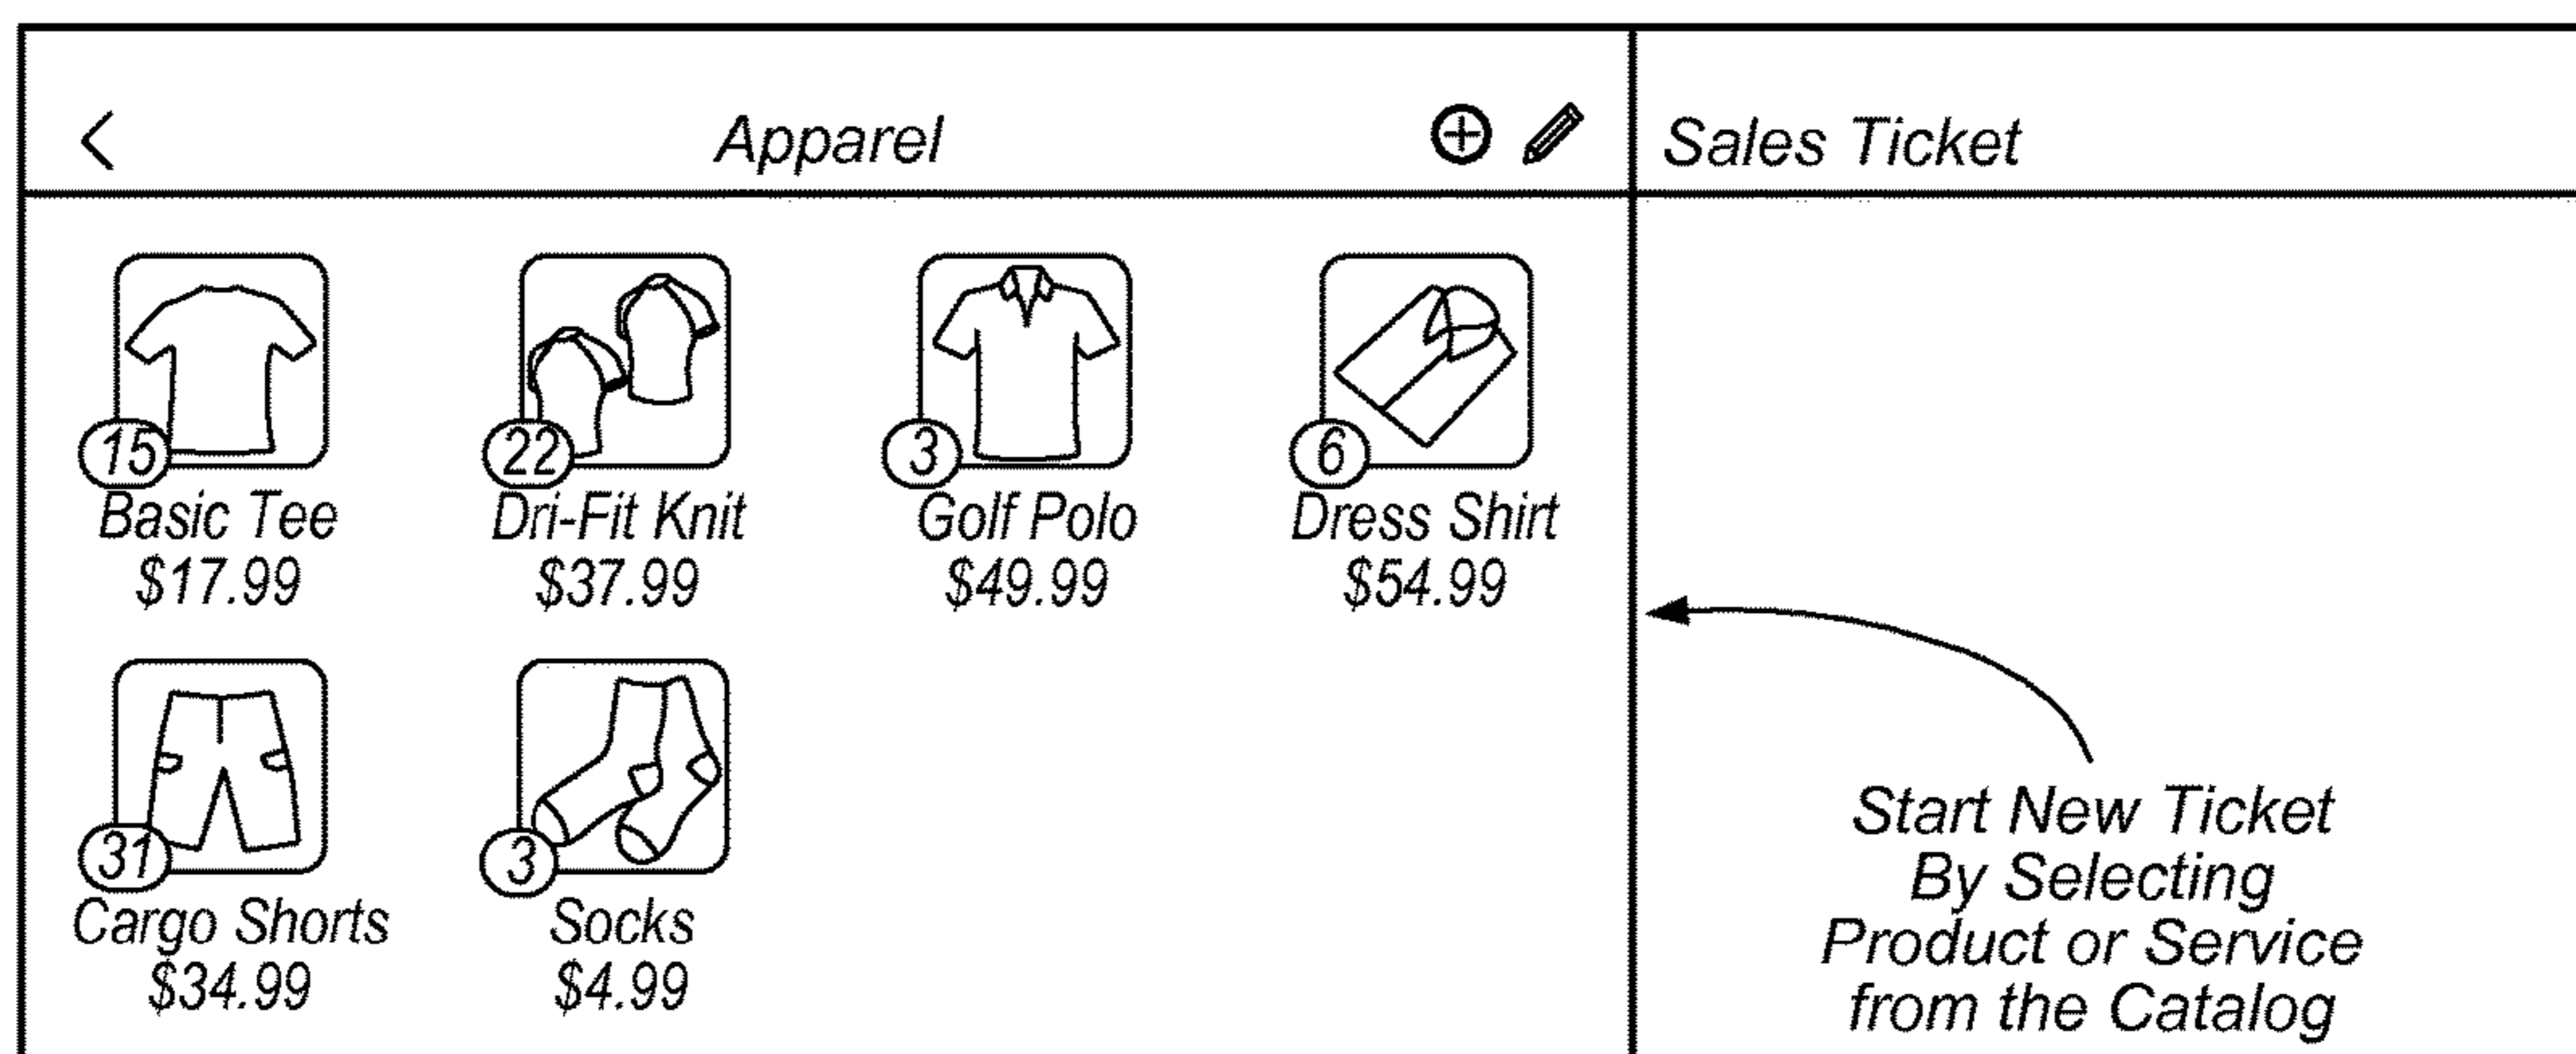 Apparel
Sales Ticket
15
22
3
6
Basic Tee
Dri-Fit Knit
Golf Polo
Dress Shirt
$17.99
$37.99
$49.99
$54.99
31
3
Cargo Shorts
Socks
$34.99
$4.99
Start New Ticket
By Selecting
Product or Service
from the Catalog